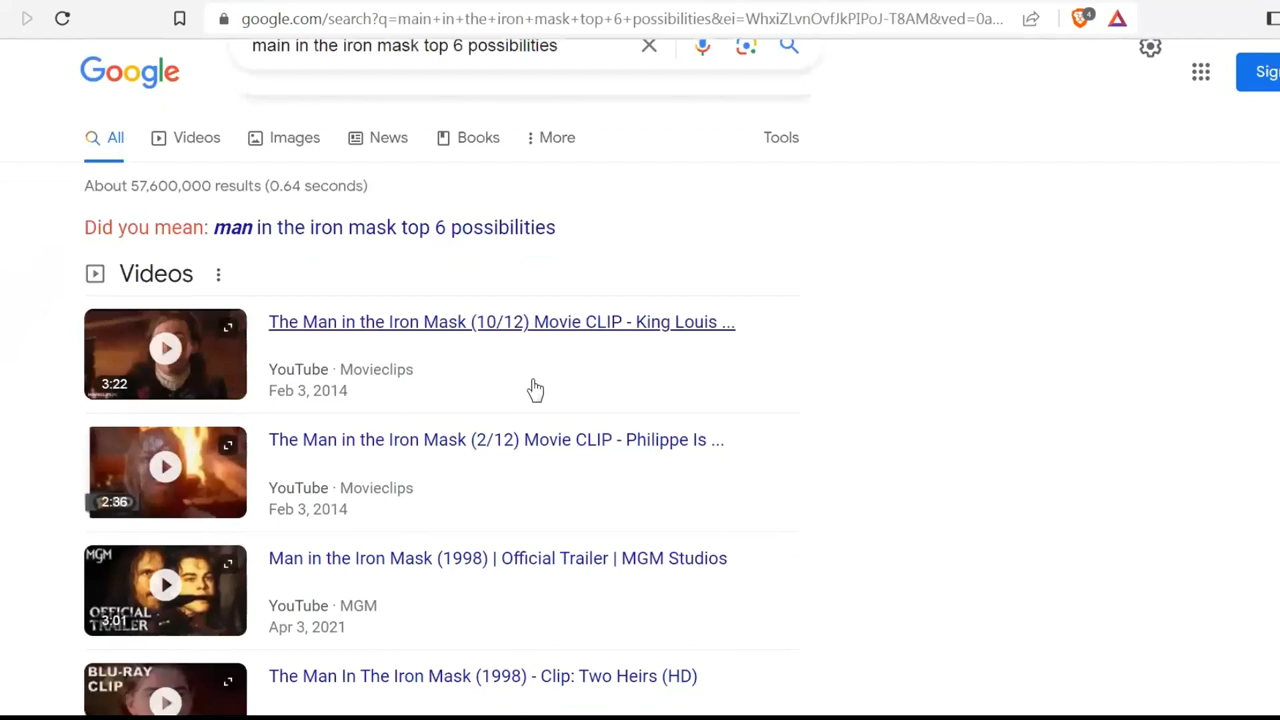 google.com/search?q=main+in+the+iron+mask+top+6+possibilities&ei=WhxiZLvnOvfJkPIPoJ-T8AM&ved=0a...
4
main in the iron mask top 6 possibilities
Google
Sig
All
Videos
Images
News
Books
More
Tools
About 57,600,000 results (0.64 seconds)
Did you mean: man in the iron mask top 6 possibilities
Videos
The Man in the Iron Mask (10/12) Movie CLIP - King Louis ...
YouTube · Movieclips
Feb 3, 2014
3:22
The Man in the Iron Mask (2/12) Movie CLIP - Philippe Is ...
YouTube · Movieclips
Feb 3, 2014
2:36
Man in the Iron Mask (1998) | Official Trailer | MGM Studios
YouTube · MGM
Apr 3, 2021
MGM
OFFICIAL
TRAILER
3:01
The Man In The Iron Mask (1998) - Clip: Two Heirs (HD)
BLU-RAY
CLIP